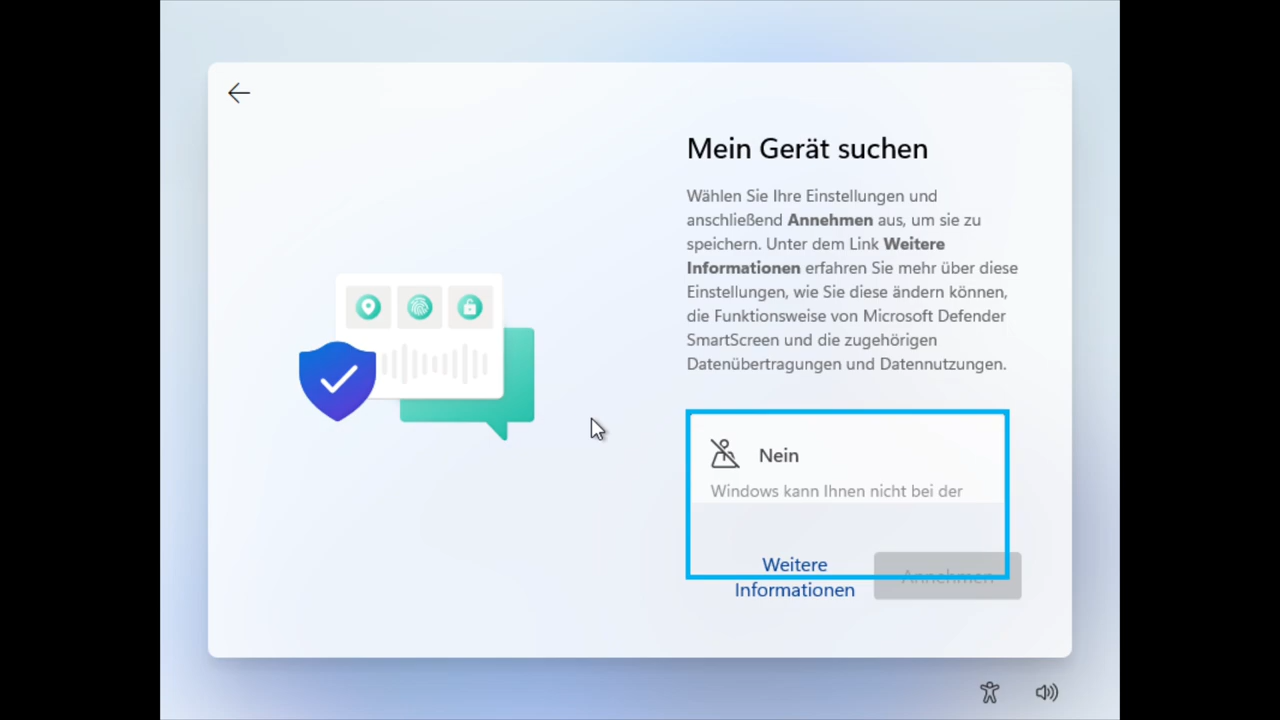 Mein Gerät suchen
Wählen Sie Ihre Einstellungen und
anschließend Annehmen aus, um sie zu
speichern. Unter dem Link Weitere
Informationen erfahren Sie mehr über diese
Einstellungen, wie Sie diese ändern können,
die Funktionsweise von Microsoft Defender
SmartScreen und die zugehörigen
Datenübertragungen und Datennutzungen.
Nein
Windows kann Ihnen nicht bei der
Weitere
Informationen
Annehmen